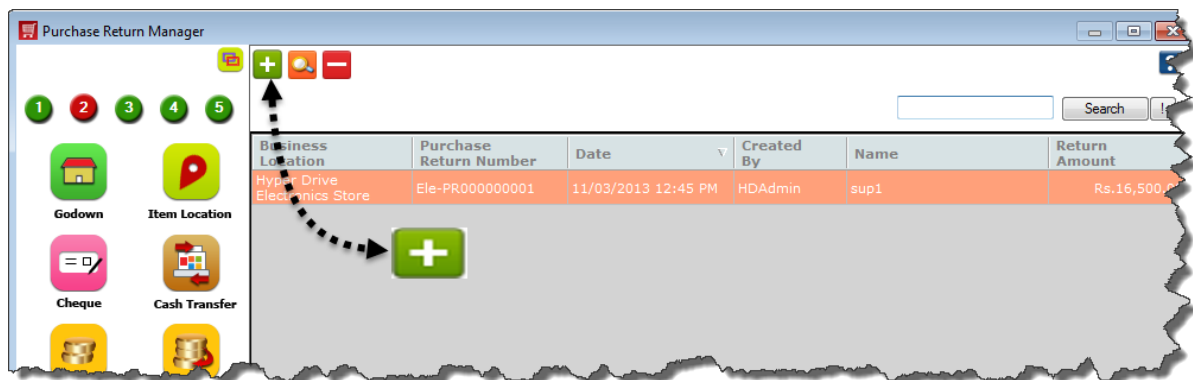 Purchase Return Manager
1 2 3 4 5
Search
Business Location
Purchase Return Number
Date
Created By
Name
Return Amount
Hyper Drive Electronics Store
Ele-PR000000001
11/03/2013 12:45 PM
HDAdmin
sup1
Rs.16,500.0
Godown
Item Location
Cheque
Cash Transfer